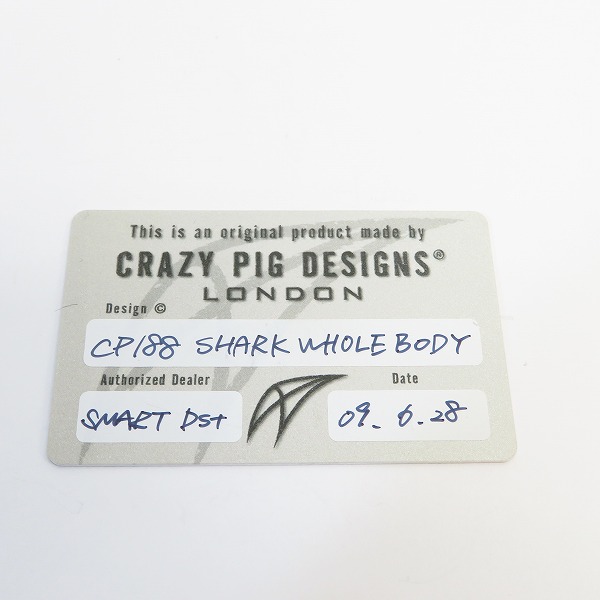 This is an original product made by
CRAZY PIG DESIGNS®
LONDON
Design ©
CP188 SHARK WHOLE BODY
Authorized Dealer Date
SMART DS+ 09. 6. 28